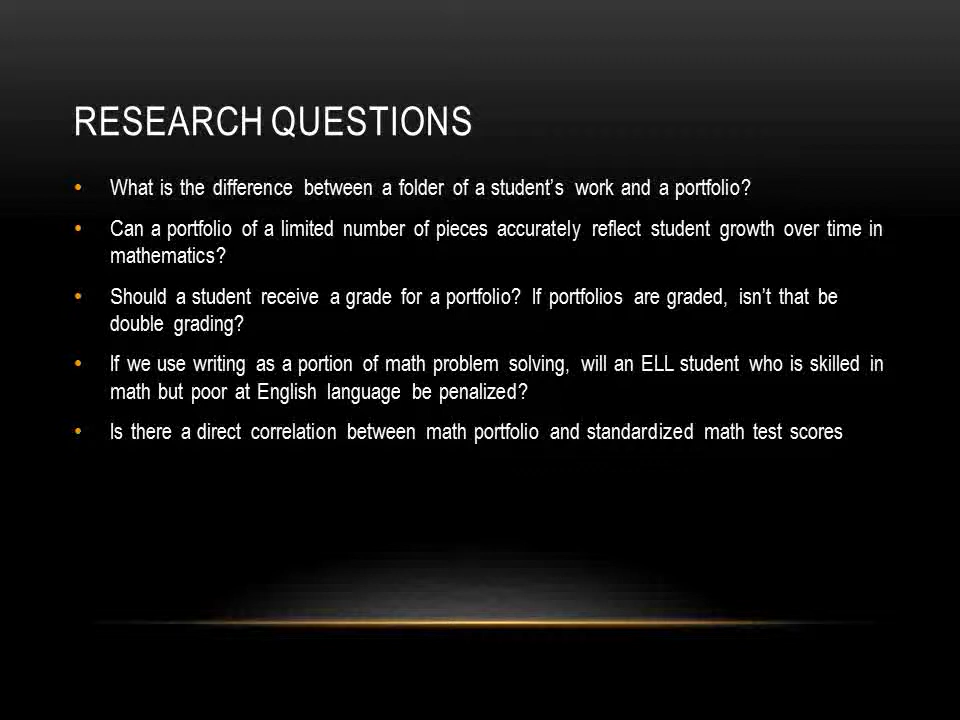 RESEARCH QUESTIONS
• What is the difference between a folder of a student’s work and a portfolio?
• Can a portfolio of a limited number of pieces accurately reflect student growth over time in
mathematics?
• Should a student receive a grade for a portfolio? If portfolios are graded, isn’t that be
double grading?
• If we use writing as a portion of math problem solving, will an ELL student who is skilled in
math but poor at English language be penalized?
• Is there a direct correlation between math portfolio and standardized math test scores